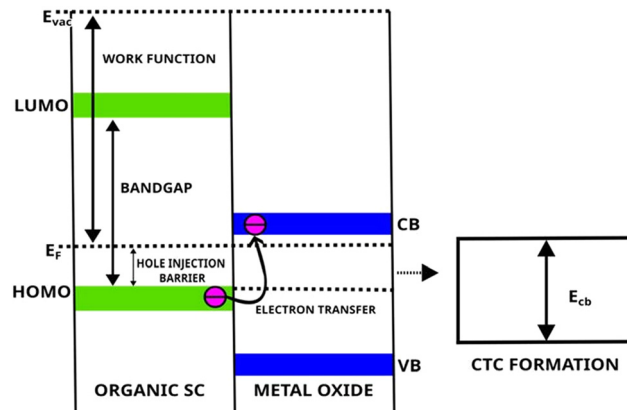 Evac
WORK FUNCTION
LUMO
BANDGAP
CB
EF
HOLE INJECTION
BARRIER
HOMO
ELECTRON TRANSFER
Ecb
VB
CTC FORMATION
ORGANIC SC
METAL OXIDE